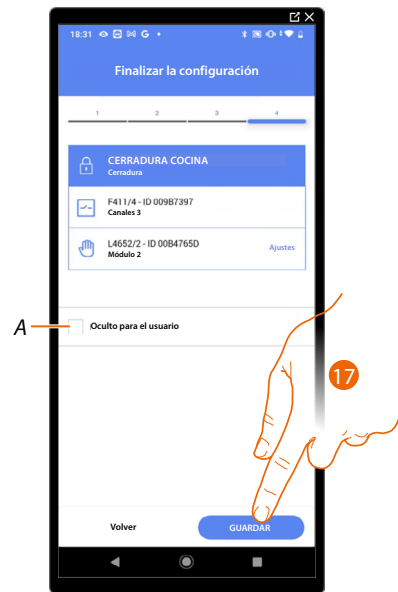 18:31 G
Finalizar la configuración
1 2 3 4
CERRADURA COCINA
Cerradura
F411/4 - ID 009B7397
Canales 3
L4652/2 - ID 00B4765D
Módulo 2
Ajustes
A
Oculto para el usuario
17
Volver
GUARDAR